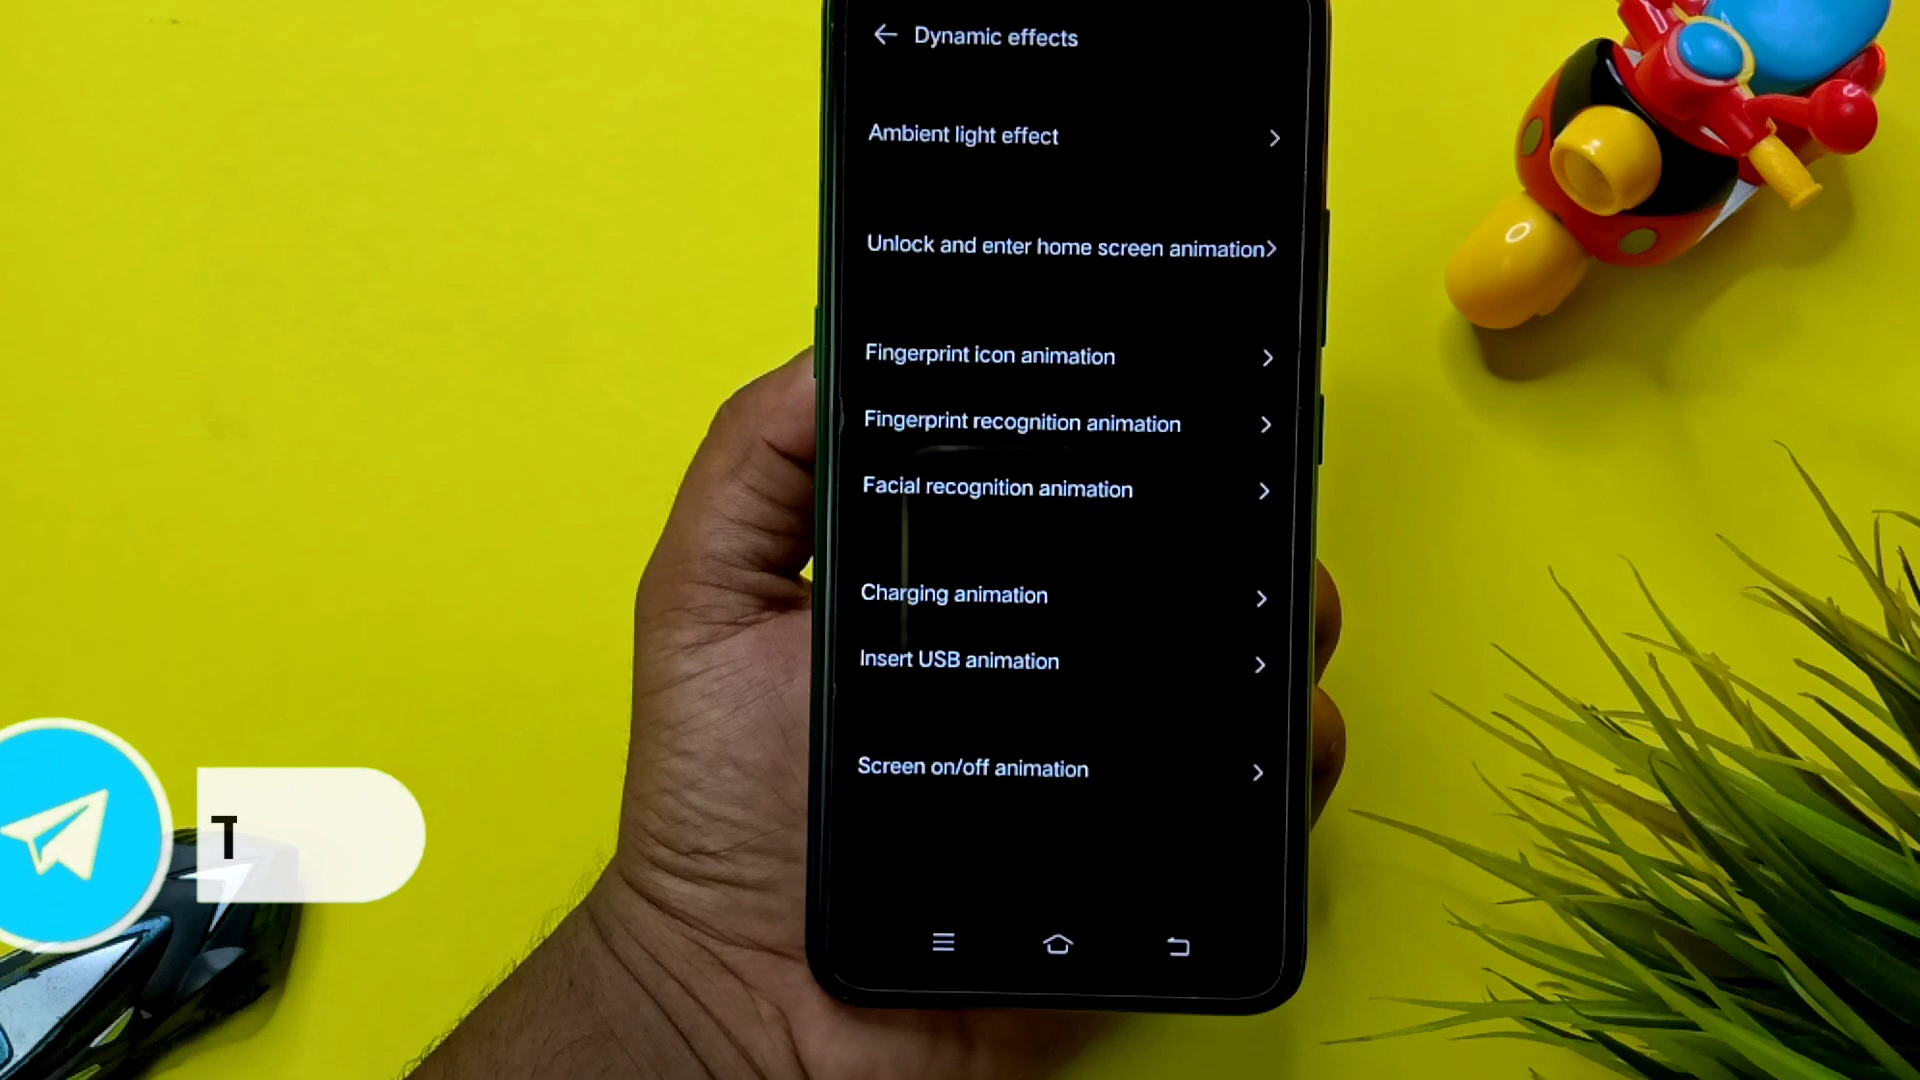 Dynamic effects
Ambient light effect
Unlock and enter home screen animation
Fingerprint icon animation
Fingerprint recognition animation
Facial recognition animation
Charging animation
Insert USB animation
Screen on/off animation
T